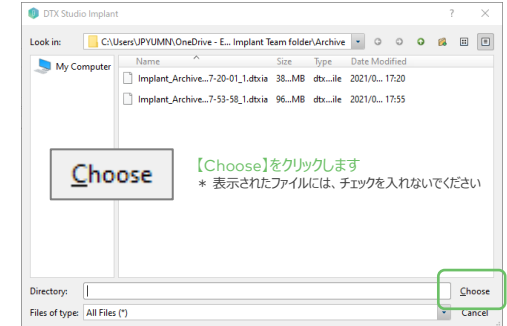 DTX Studio Implant
Look in: C:\Users\JPYUMN\OneDrive - E... Implant Team folder\Archive
My Computer
Name Size Type Date Modified
Implant_Archive...7-20-01_1.dtxia 38...MB dtx...ile 2021/0... 17:20
Implant_Archive...7-53-58_1.dtxia 96...MB dtx...ile 2021/0... 17:55
Choose
【Choose】をクリックします
* 表示されたファイルには、チェックを入れないでください
Directory: Choose
Files of type: All Files (*) Cancel